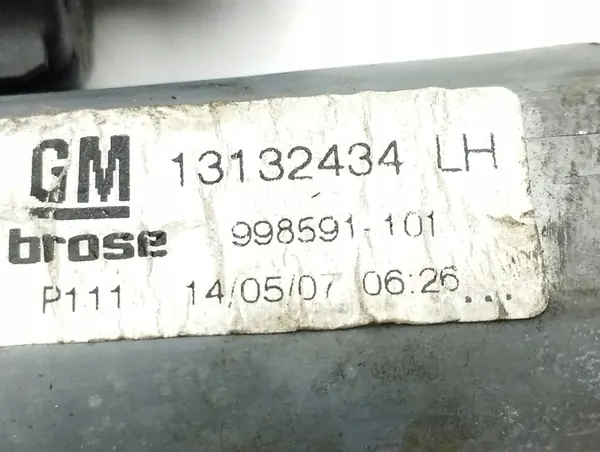 GM 13132434 LH
brose 998591-101
P111 14/05/07 06:26...